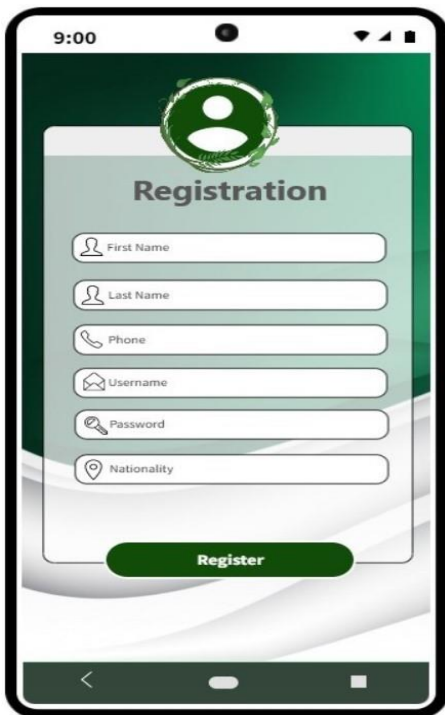 9:00
Registration
First Name
Last Name
Phone
Username
Password
Nationality
Register